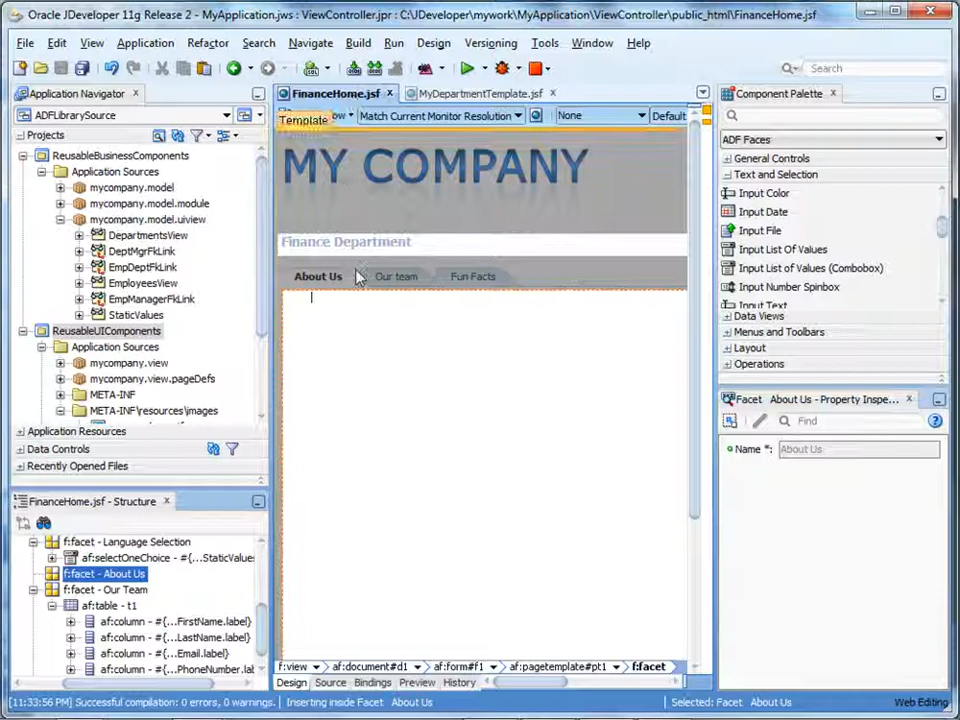 Oracle JDeveloper 11g Release 2 - MyApplication.jws : ViewController.jpr : C:\JDeveloper\mywork\MyApplication\ViewController\public_html\FinanceHome.jsf
File Edit View Application Refactor Search Navigate Build Run Design Versioning Tools Window Help
Search
Application Navigator
ADFLibrarySource
Projects
ReusableBusinessComponents
Application Sources
mycompany.model
mycompany.model.module
mycompany.model.uiview
DepartmentsView
DeptMgrFkLink
EmpDeptFkLink
EmployeesView
EmpManagerFkLink
StaticValues
ReusableUIComponents
Application Sources
mycompany.view
mycompany.view.pageDefs
META-INF
META-INF\resources\images
Application Resources
Data Controls
Recently Opened Files
FinanceHome.jsf - Structure
f:facet - Language Selection
af:selectOneChoice - #{...StaticValues
f:facet - About Us
f:facet - Our Team
af:table - t1
af:column - #{...FirstName.label}
af:column - #{...LastName.label}
af:column - #{...Email.label}
af:column - #{...PhoneNumber.lab
FinanceHome.jsf MyDepartmentTemplate.jsf
Template
Match Current Monitor Resolution None Default
MY COMPANY
Finance Department
About Us Our team Fun Facts
f:view af:document#d1 af:form#f1 af:pagetemplate#pt1 f:facet
Design Source Bindings Preview History
Component Palette
ADF Faces
General Controls
Text and Selection
Input Color
Input Date
Input File
Input List Of Values
Input List Of Values (Combobox)
Input Number Spinbox
Input Text
Data Views
Menus and Toolbars
Layout
Operations
Facet About Us - Property Inspe...
Find
Name *: About Us
[11:33:56 PM] Successful compilation: 0 errors, 0 warnings. Inserting inside Facet About Us Selected: Facet About Us Web Editing